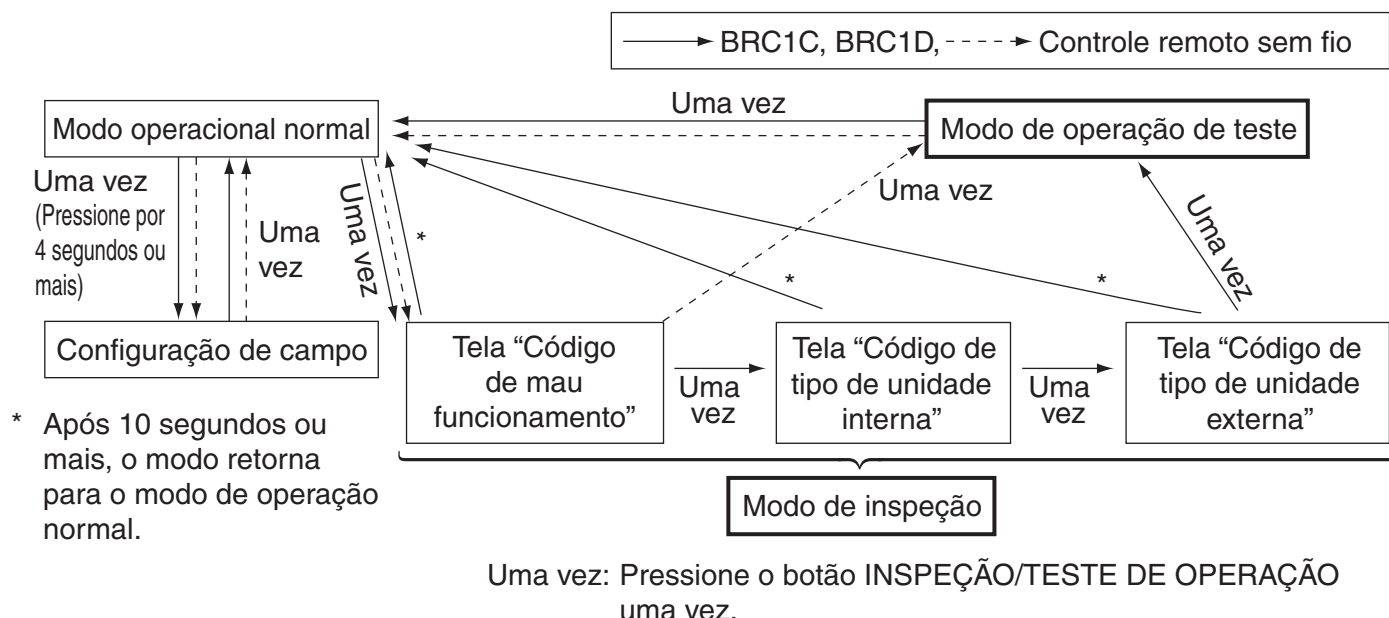 BRC1C, BRC1D, Controle remoto sem fio
Uma vez
Modo operacional normal
Modo de operação de teste
Uma vez
(Pressione por
4 segundos ou
mais)
Uma
vez
Uma vez
*
Uma vez
*
*
Uma vez
Configuração de campo
Tela “Código
de mau
funcionamento”
Uma
vez
Tela “Código de
tipo de unidade
interna”
Uma
vez
Tela “Código de
tipo de unidade
externa”
* Após 10 segundos ou
mais, o modo retorna
para o modo de operação
normal.
Modo de inspeção
Uma vez: Pressione o botão INSPEÇÃO/TESTE DE OPERAÇÃO
uma vez.